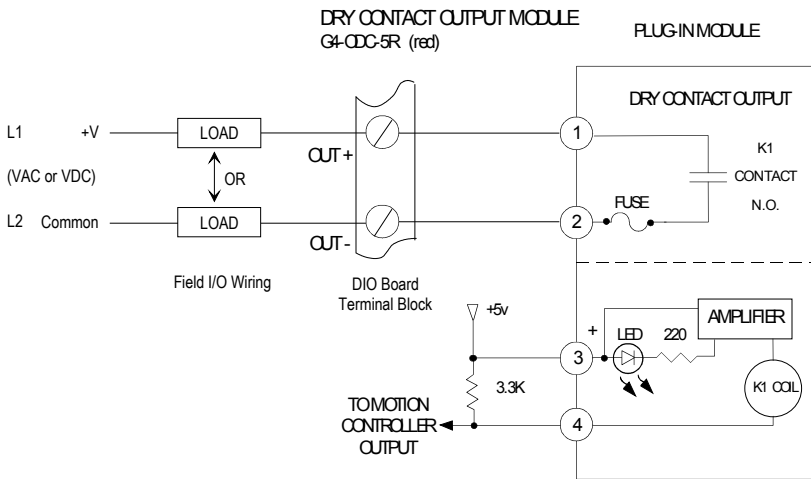 DRY CONTACT OUTPUT MODULE
G4-ODC-5R (red)
PLUG-IN MODULE
DRY CONTACT OUTPUT
L1 +V
LOAD
OUT +
1
K1
CONTACT
N.O.
(VAC or VDC)
OR
L2 Common
LOAD
OUT -
2
FUSE
Field I/O Wiring
DIO Board
Terminal Block
+5v
AMPLIFIER
+
LED
220
3
3.3K
K1 COIL
TO MOTION
CONTROLLER
OUTPUT
4